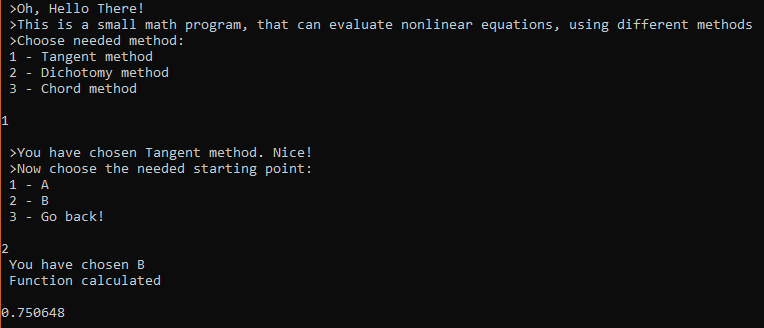 >Oh, Hello There!
>This is a small math program, that can evaluate nonlinear equations, using different methods
>Choose needed method:
1 - Tangent method
2 - Dichotomy method
3 - Chord method
1
>You have chosen Tangent method. Nice!
>Now choose the needed starting point:
1 - A
2 - B
3 - Go back!
2
You have chosen B
Function calculated
0.750648